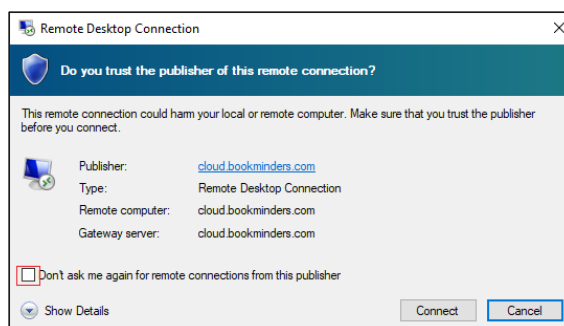 Remote Desktop Connection
Do you trust the publisher of this remote connection?
This remote connection could harm your local or remote computer. Make sure that you trust the publisher
before you connect.
Publisher: cloud.bookminders.com
Type: Remote Desktop Connection
Remote computer: cloud.bookminders.com
Gateway server: cloud.bookminders.com
Don't ask me again for remote connections from this publisher
Show Details Connect Cancel